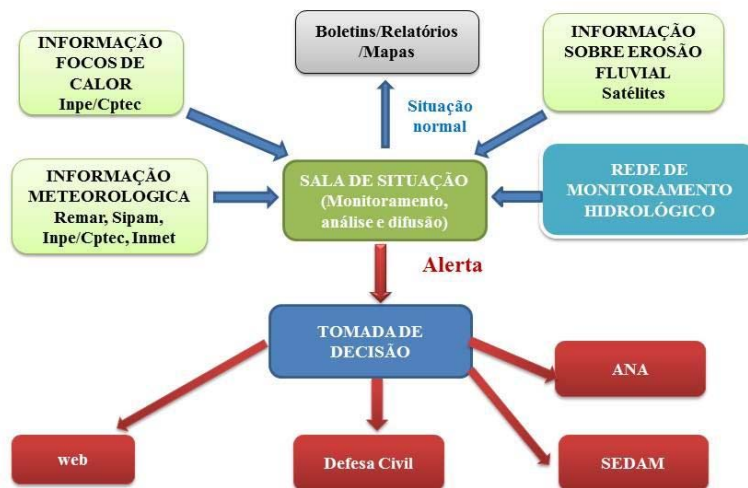 INFORMAÇÃO
FOCOS DE
CALOR
Inpe/Cptec
Boletins/Relatórios
/Mapas
INFORMAÇÃO
SOBRE EROSÃO
FLUVIAL
Satélites
Situação
normal
INFORMAÇÃO
METEOROLOGICA
Remar, Sipam,
Inpe/Cptec, Inmet
SALA DE SITUAÇÃO
(Monitoramento,
análise e difusão)
REDE DE
MONITORAMENTO
HIDROLÓGICO
Alerta
TOMADA DE
DECISÃO
ANA
web
Defesa Civil
SEDAM